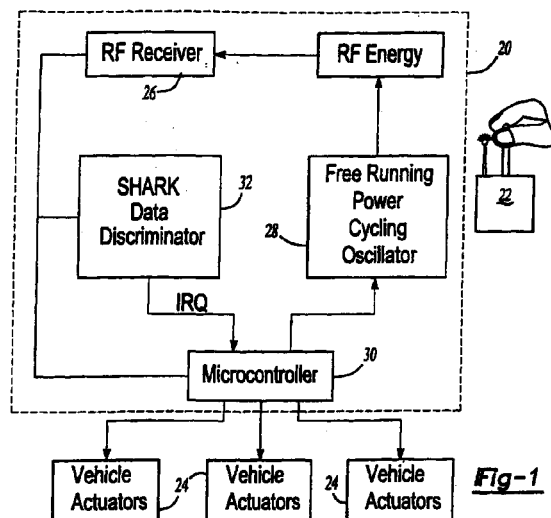 RF Receiver
26
RF Energy
20
SHARK
Data
Discriminator
32
Free Running
Power
Cycling
Oscillator
28
22
IRQ
Microcontroller
30
Vehicle
Actuators
24
Vehicle
Actuators
24
Vehicle
Actuators
Fig-1